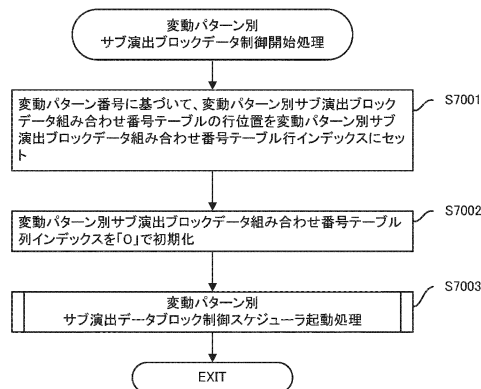 変動パターン別
サブ演出ブロックデータ制御開始処理
変動パターン番号に基づいて、変動パターン別サブ演出ブロック
データ組み合わせ番号テーブルの行位置を変動パターン別サブ
演出ブロックデータ組み合わせ番号テーブル行インデックスにセッ
ト
S7001
変動パターン別サブ演出ブロックデータ組み合わせ番号テーブル
列インデックスを「0」で初期化
S7002
変動パターン別
サブ演出データブロック制御スケジューラ起動処理
S7003
EXIT